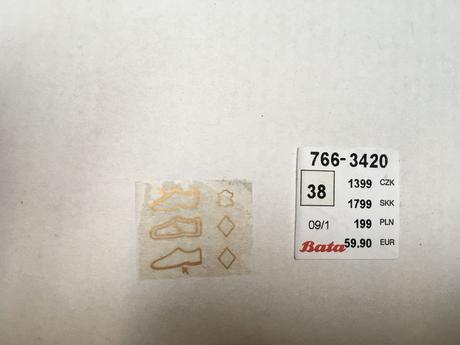 766-3420
38
1399 CZK
1799 SKK
09/1 199 PLN
Bata 59.90 EUR